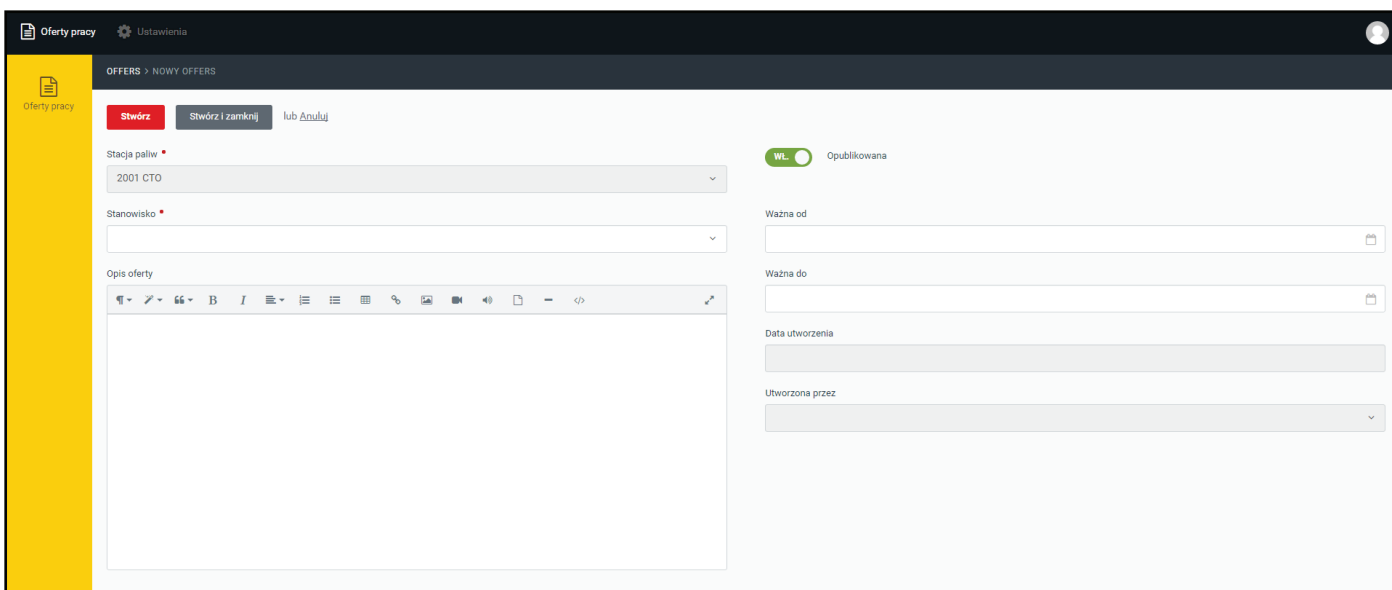 Oferty pracy Ustawienia
OFFERS > NOWY OFFERS
Oferty pracy
Stwórz Stwórz i zamknij lub Anuluj
Stacja paliw
2001 CTO
WŁ. Opublikowana
Stanowisko
Ważna od
Opis oferty
Ważna do
B I
Data utworzenia
Utworzona przez